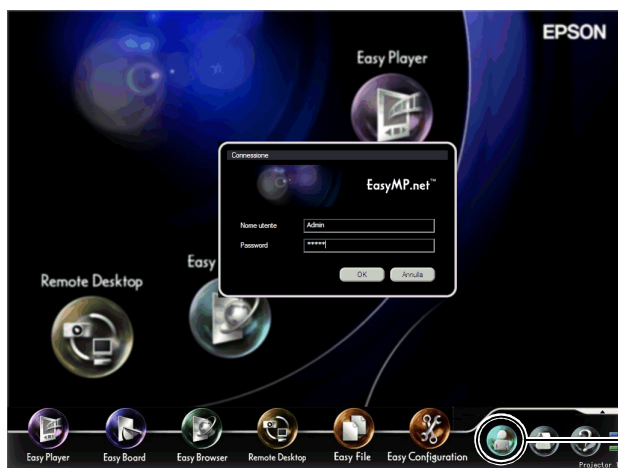 EPSON
Easy Player
Connessione
EasyMP.net™
Nome utente Admin
Password *****
OK Annulla
Easy
Remote Desktop
Easy Player Easy Board Easy Browser Remote Desktop Easy File Easy Configuration
Projector